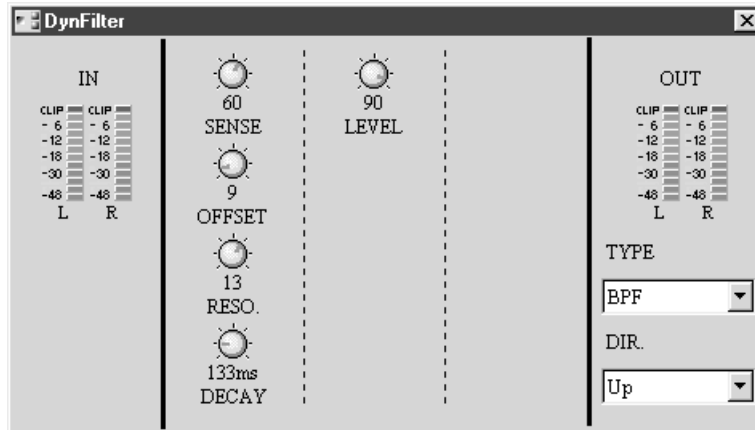 DynFilter
IN
CLIP CLIP
- 6 - 6
-12 -12
-18 -18
-30 -30
-48 -48
L R
60
SENSE
9
OFFSET
13
RESO.
133ms
DECAY
90
LEVEL
OUT
CLIP CLIP
- 6 - 6
-12 -12
-18 -18
-30 -30
-48 -48
L R
TYPE
BPF
DIR.
Up